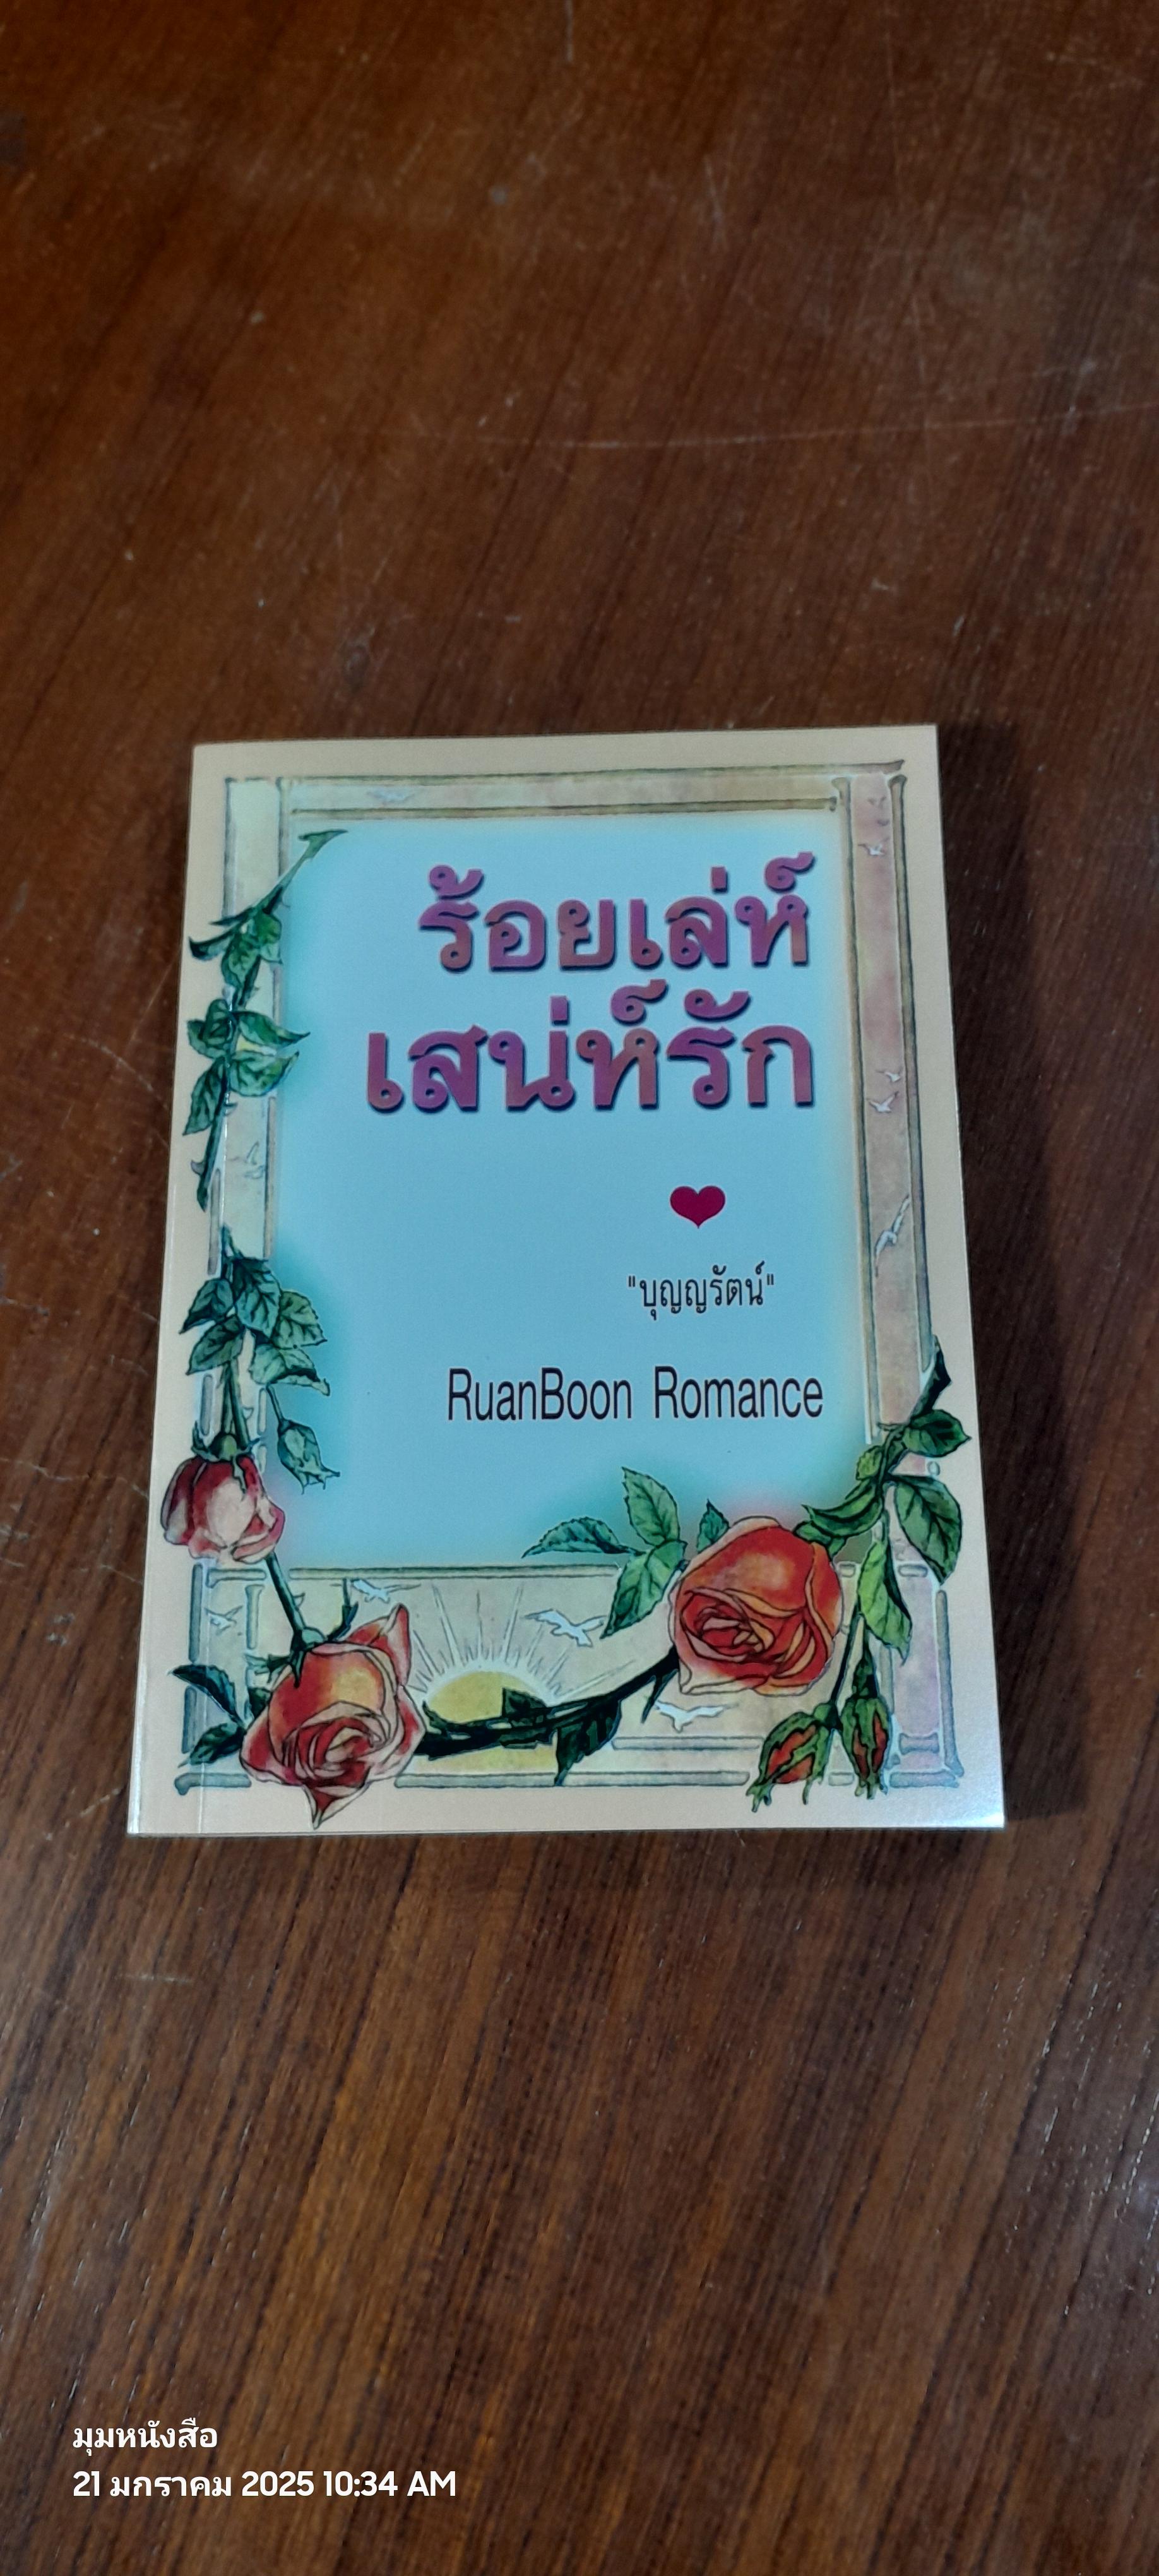 ร้อยเล่ห์
เสน่ห์รัก
"บุญญรัตน์"
RuanBoon Romance
มุมหนังสือ
21 มกราคม 2025 10:34 AM